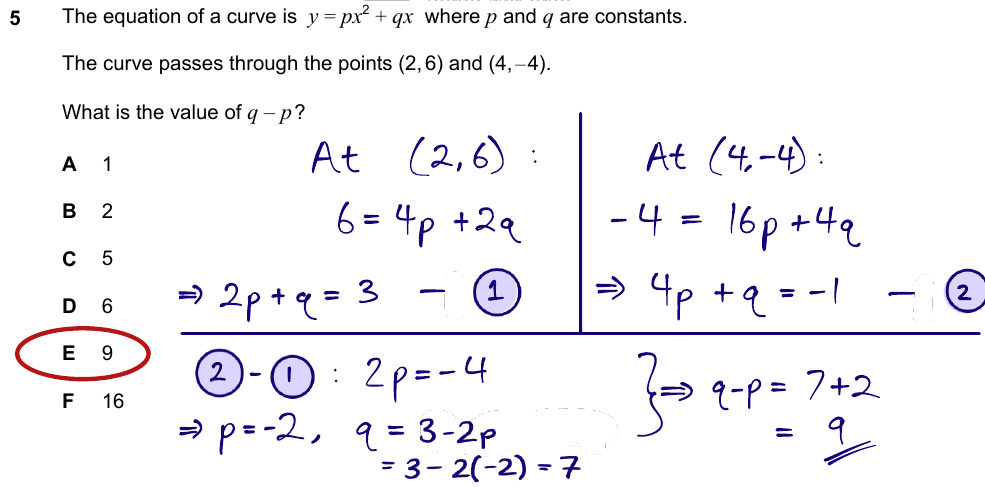 5 The equation of a curve is y = px² + qx where p and q are constants.
The curve passes through the points (2, 6) and (4, –4).
What is the value of q – p?
A 1
B 2
C 5
D 6
E 9
F 16
At (2, 6) :
6 = 4p + 2q
⇒ 2p + q = 3 — ①
At (4, -4) :
-4 = 16p + 4q
⇒ 4p + q = -1 — ②
② - ① : 2p = -4
⇒ p = -2, q = 3 - 2p
= 3 - 2(-2) = 7
} ⇒ q - p = 7 + 2
= 9